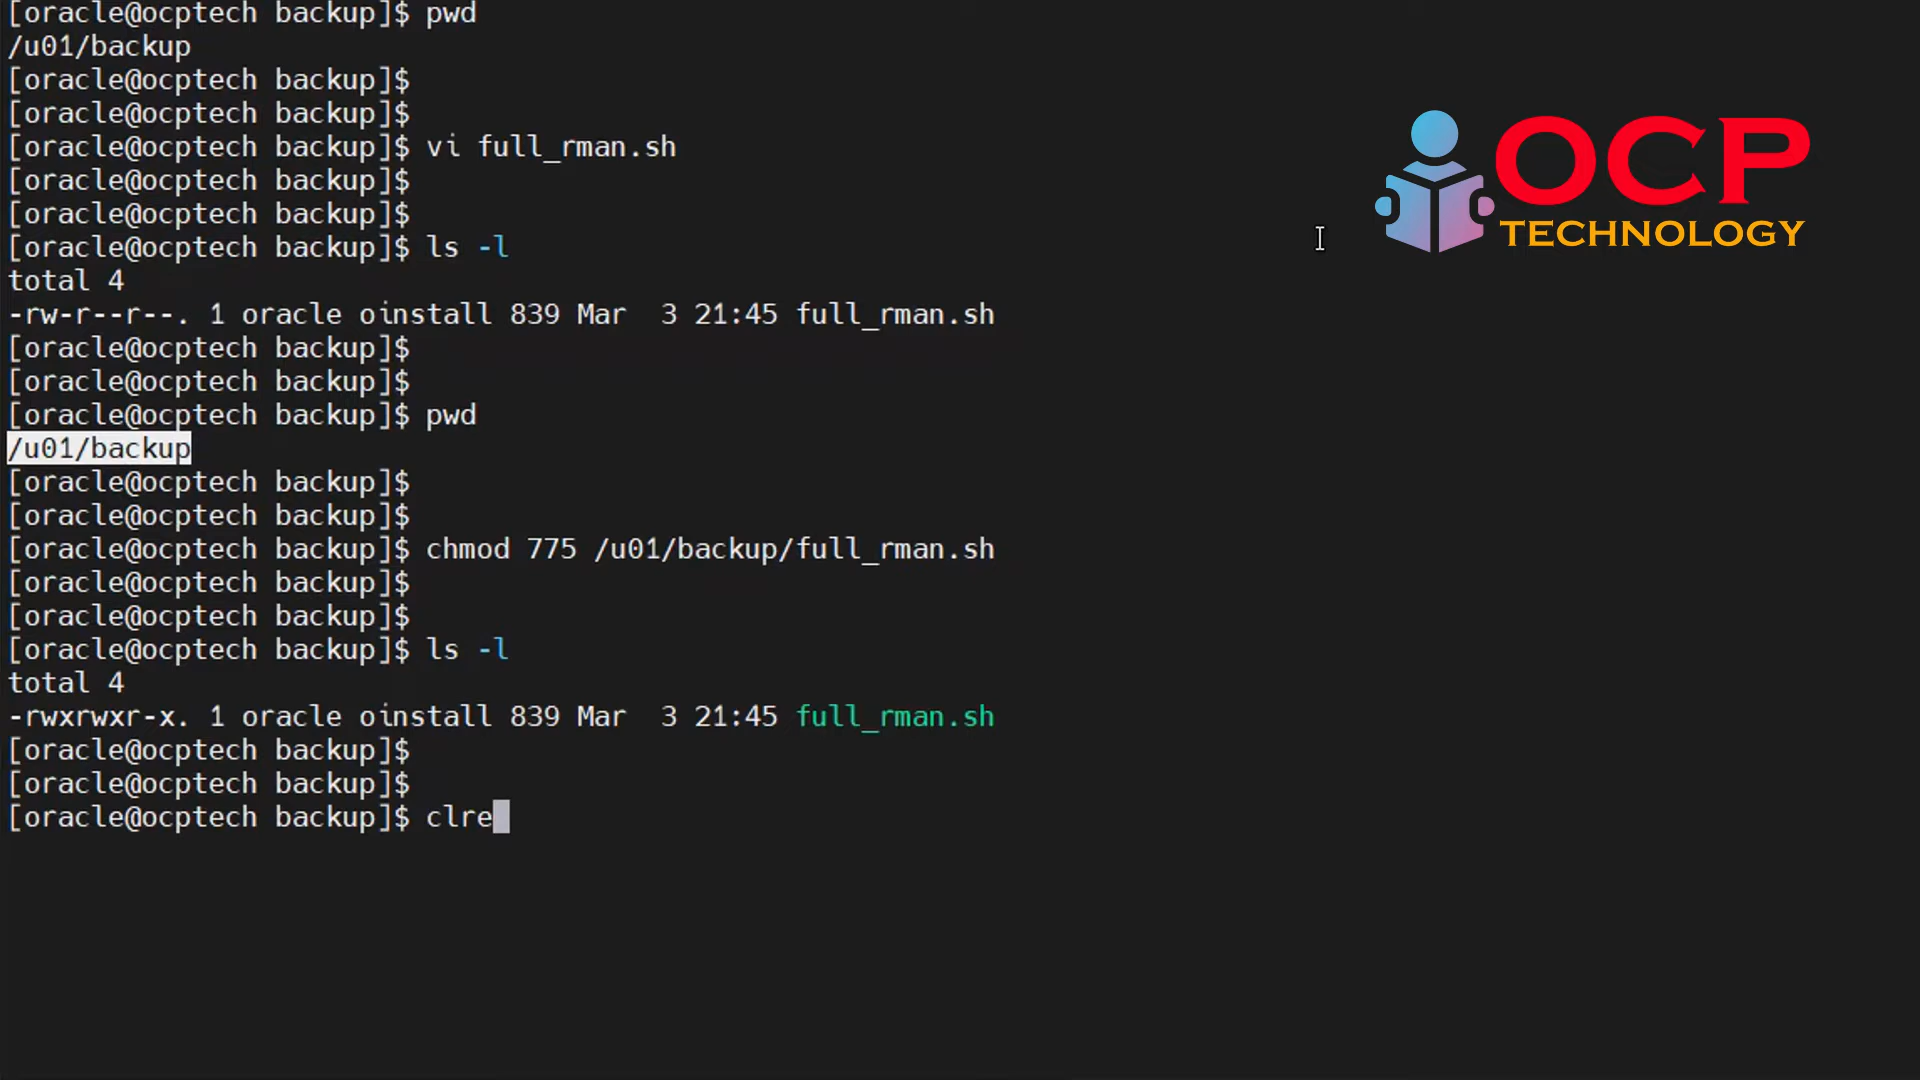 [oracle@ocptech backup]$ pwd
/u01/backup
[oracle@ocptech backup]$
[oracle@ocptech backup]$
[oracle@ocptech backup]$ vi full_rman.sh
[oracle@ocptech backup]$
[oracle@ocptech backup]$
[oracle@ocptech backup]$ ls -l
total 4
-rw-r--r--. 1 oracle oinstall 839 Mar  3 21:45 full_rman.sh
[oracle@ocptech backup]$
[oracle@ocptech backup]$
[oracle@ocptech backup]$ pwd
/u01/backup
[oracle@ocptech backup]$
[oracle@ocptech backup]$
[oracle@ocptech backup]$ chmod 775 /u01/backup/full_rman.sh
[oracle@ocptech backup]$
[oracle@ocptech backup]$
[oracle@ocptech backup]$ ls -l
total 4
-rwxrwxr-x. 1 oracle oinstall 839 Mar  3 21:45 full_rman.sh
[oracle@ocptech backup]$
[oracle@ocptech backup]$
[oracle@ocptech backup]$ clre
OCP
TECHNOLOGY